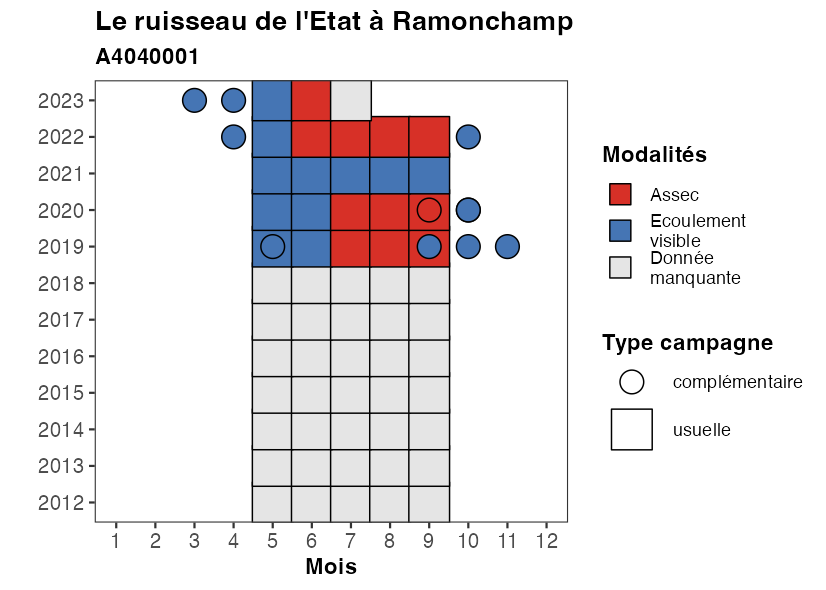 Le ruisseau de l'Etat à Ramonchamp
A4040001
2023
2022
2021
2020
2019
2018
2017
2016
2015
2014
2013
2012
1 2 3 4 5 6 7 8 9 10 11 12
Mois
Modalités
Assec
Ecoulement
visible
Donnée
manquante
Type campagne
complémentaire
usuelle